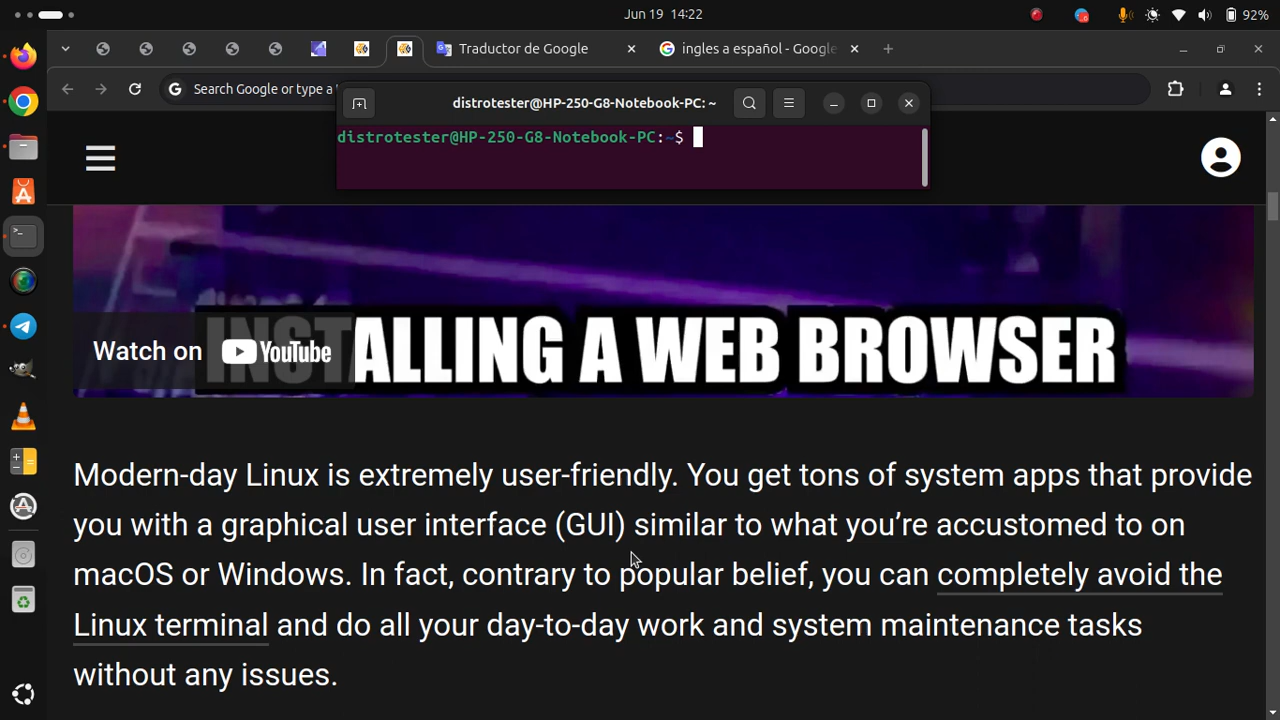 Jun 19 14:22
92%
Traductor de Google
ingles a español - Google
Search Google or type a
distrotester@HP-250-G8-Notebook-PC: ~
distrotester@HP-250-G8-Notebook-PC:~$
INSTALLING A WEB BROWSER
Watch on YouTube
Modern-day Linux is extremely user-friendly. You get tons of system apps that provide
you with a graphical user interface (GUI) similar to what you’re accustomed to on
macOS or Windows. In fact, contrary to popular belief, you can completely avoid the
Linux terminal and do all your day-to-day work and system maintenance tasks
without any issues.